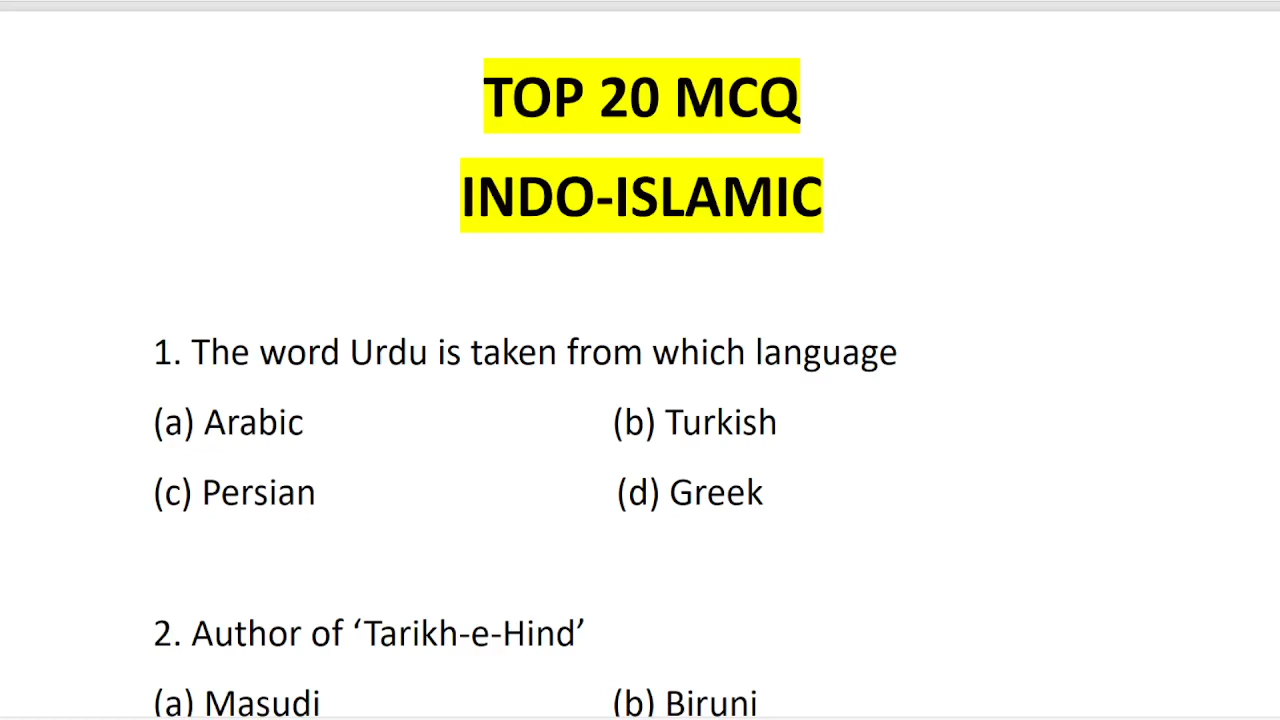 TOP 20 MCQ
INDO-ISLAMIC
1. The word Urdu is taken from which language
(a) Arabic (b) Turkish
(c) Persian (d) Greek
2. Author of ‘Tarikh-e-Hind’
(a) Masudi (b) Biruni